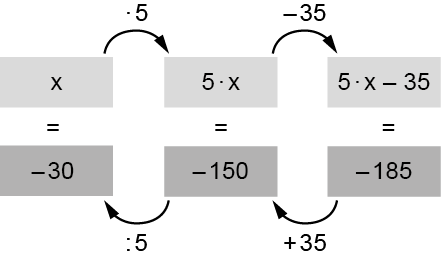 ·5 –35
x 5·x 5·x – 35
= = =
–30 –150 –185
:5 +35